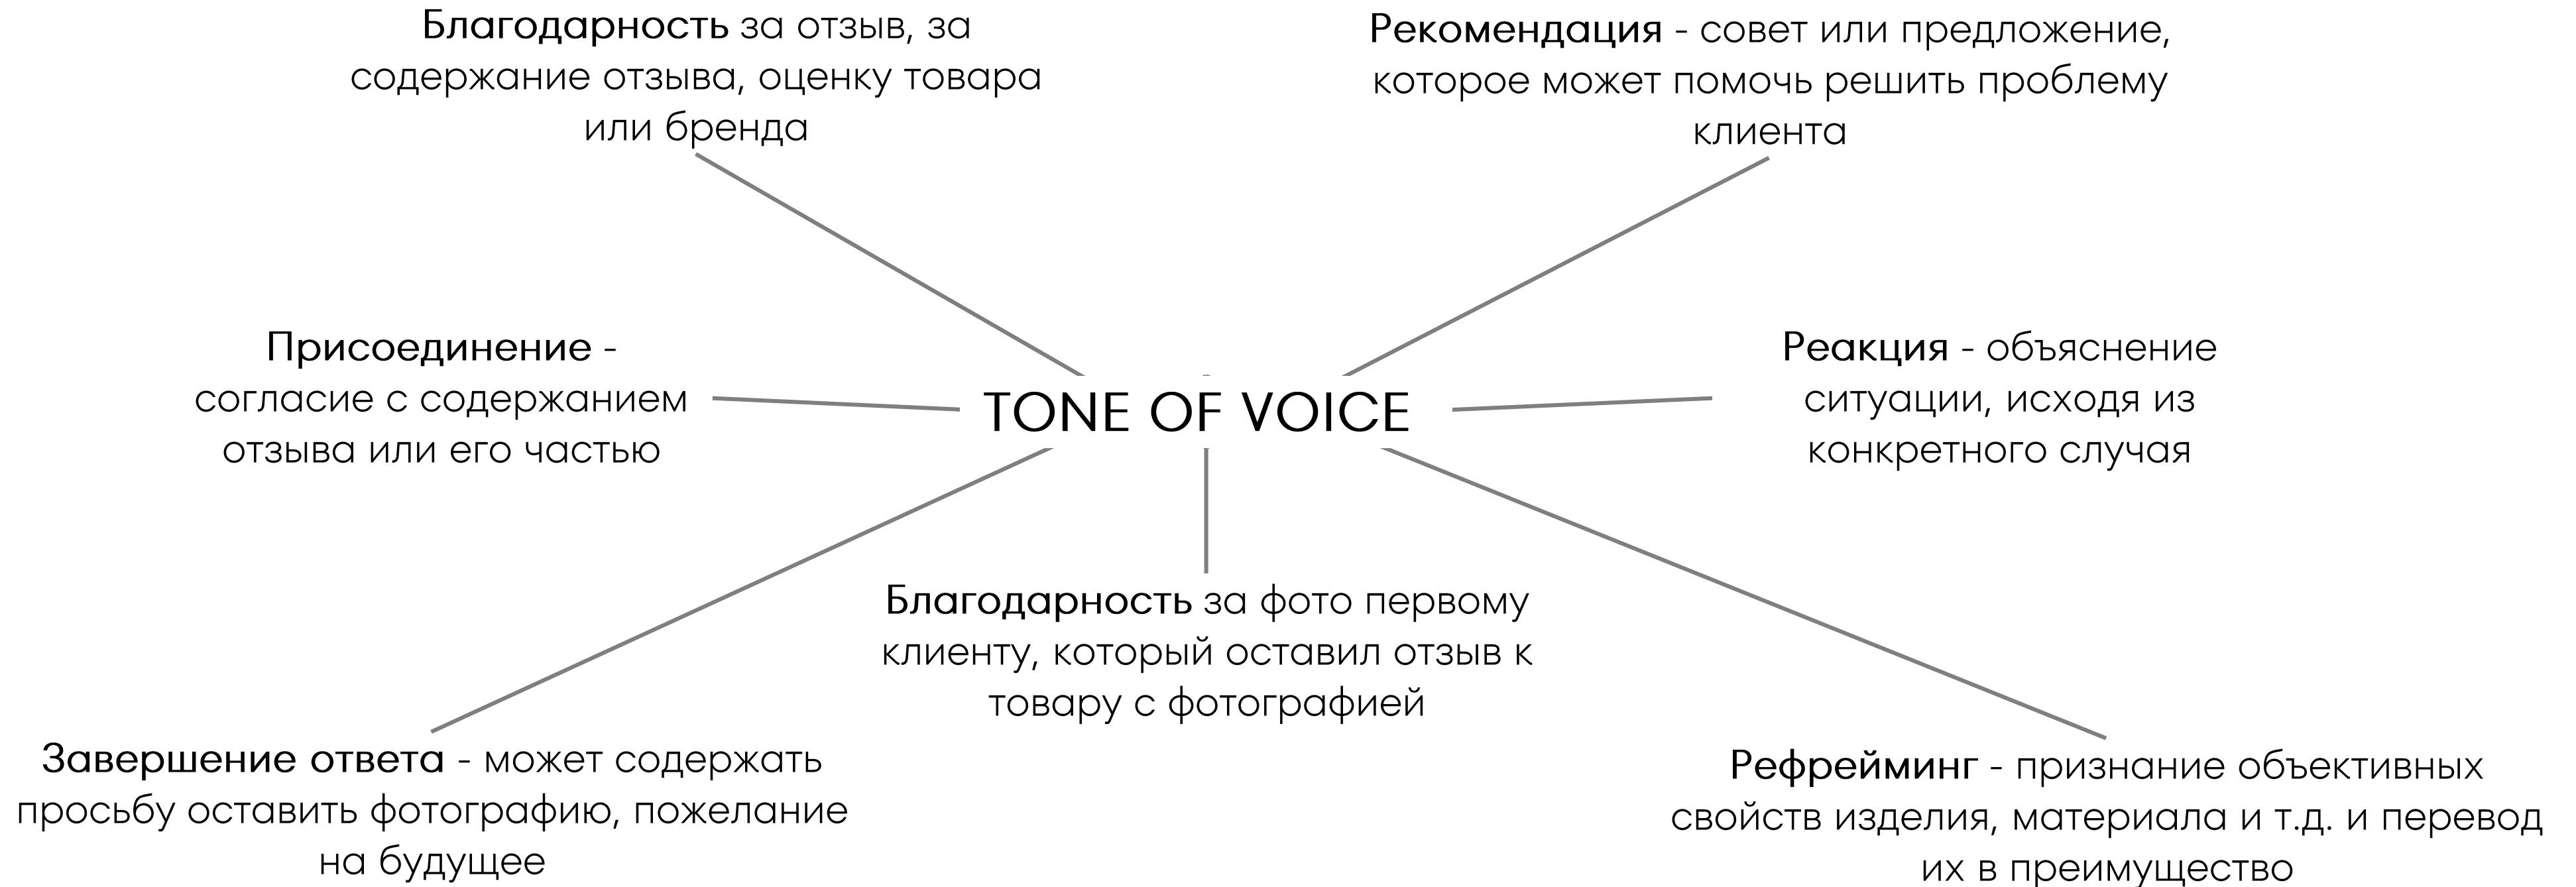 Благодарность за отзыв, за
содержание отзыва, оценку товара
или бренда
Рекомендация - совет или предложение,
которое может помочь решить проблему
клиента
Присоединение -
согласие с содержанием
отзыва или его частью
TONE OF VOICE
Реакция - объяснение
ситуации, исходя из
конкретного случая
Благодарность за фото первому
клиенту, который оставил отзыв к
товару с фотографией
Завершение ответа - может содержать
просьбу оставить фотографию, пожелание
на будущее
Рефрейминг - признание объективных
свойств изделия, материала и т.д. и перевод
их в преимущество